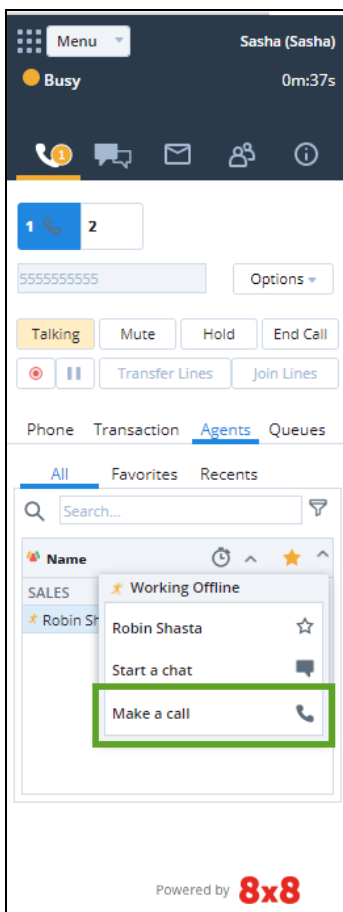 Menu Sasha (Sasha)
Busy 0m:37s
1
1 2
5555555555 Options
Talking Mute Hold End Call
Transfer Lines Join Lines
Phone Transaction Agents Queues
All Favorites Recents
Search...
Name
SALES Working Offline
Robin Sh Robin Shasta
Start a chat
Make a call
Powered by 8x8